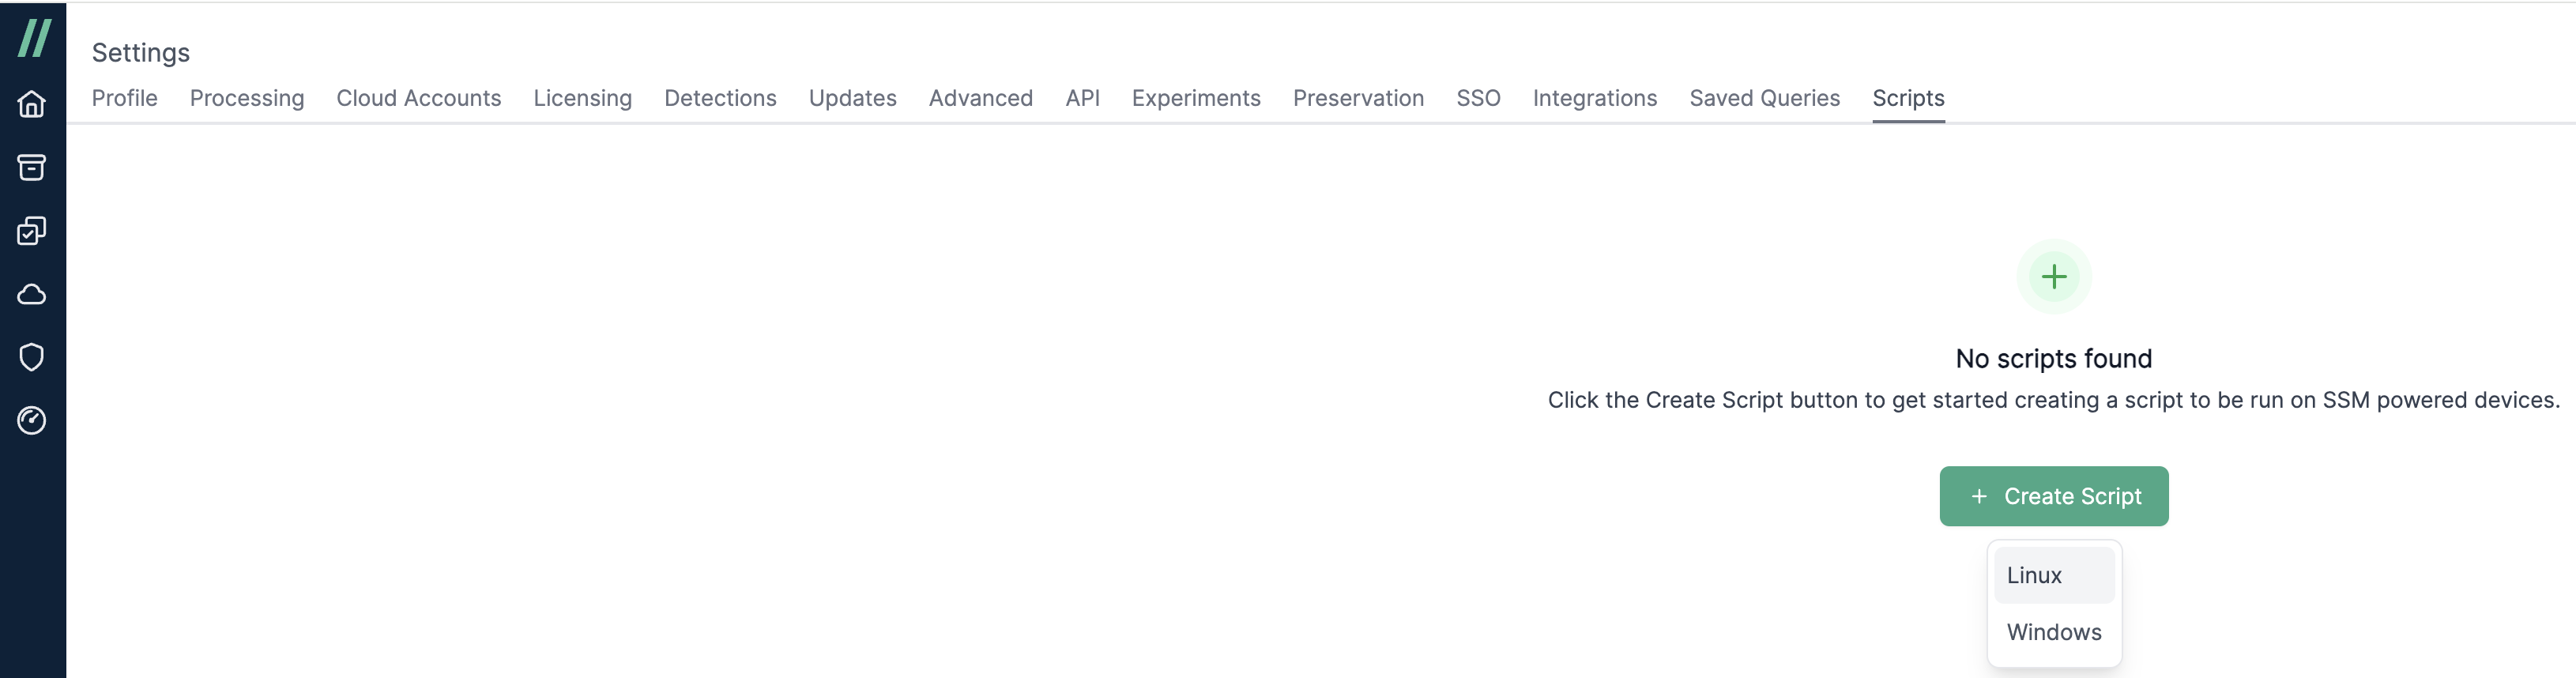 Settings
Profile Processing Cloud Accounts Licensing Detections Updates Advanced API Experiments Preservation SSO Integrations Saved Queries Scripts
No scripts found
Click the Create Script button to get started creating a script to be run on SSM powered devices.
+ Create Script
Linux
Windows